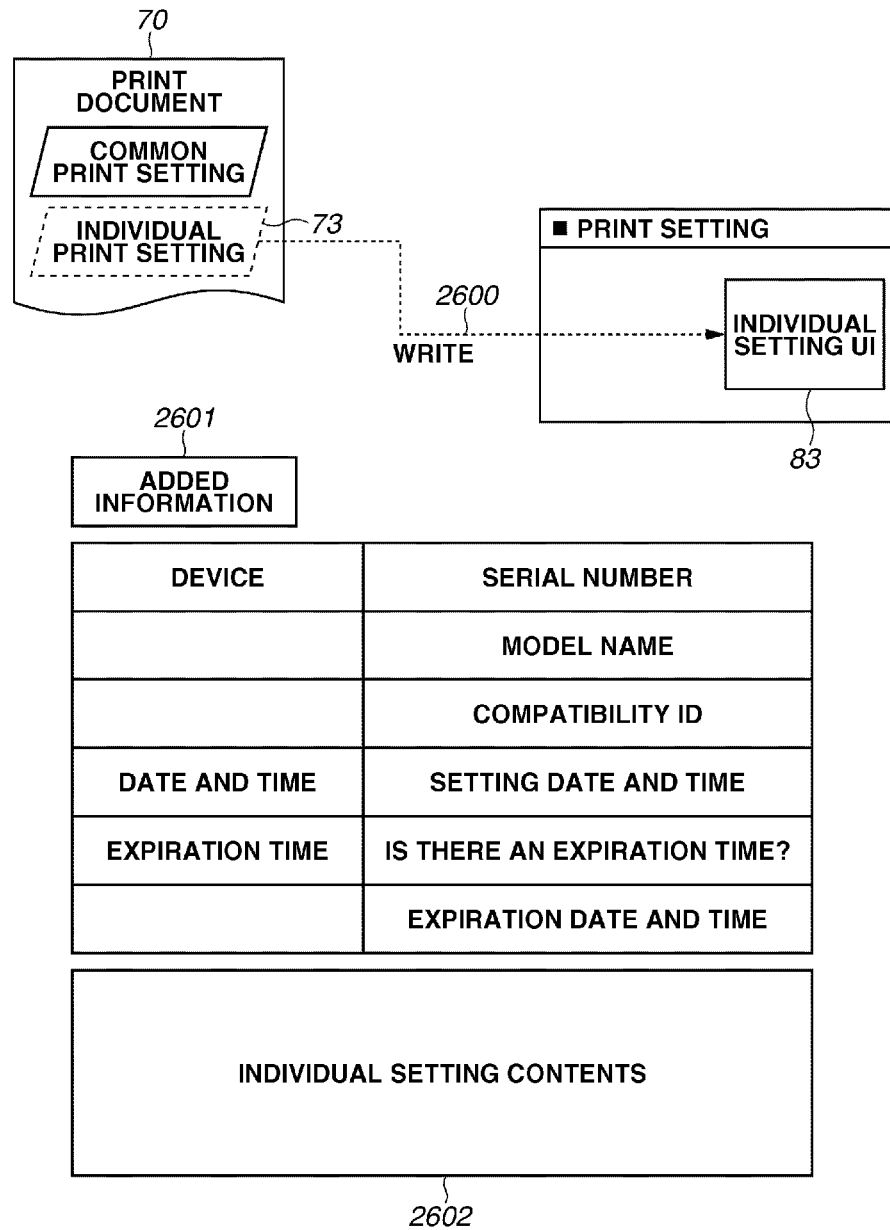 70
PRINT
DOCUMENT
COMMON
PRINT SETTING
INDIVIDUAL
PRINT SETTING
73
■ PRINT SETTING
2600
WRITE
INDIVIDUAL
SETTING UI
83
2601
ADDED
INFORMATION
DEVICE SERIAL NUMBER
MODEL NAME
COMPATIBILITY ID
DATE AND TIME SETTING DATE AND TIME
EXPIRATION TIME IS THERE AN EXPIRATION TIME?
EXPIRATION DATE AND TIME
INDIVIDUAL SETTING CONTENTS
2602